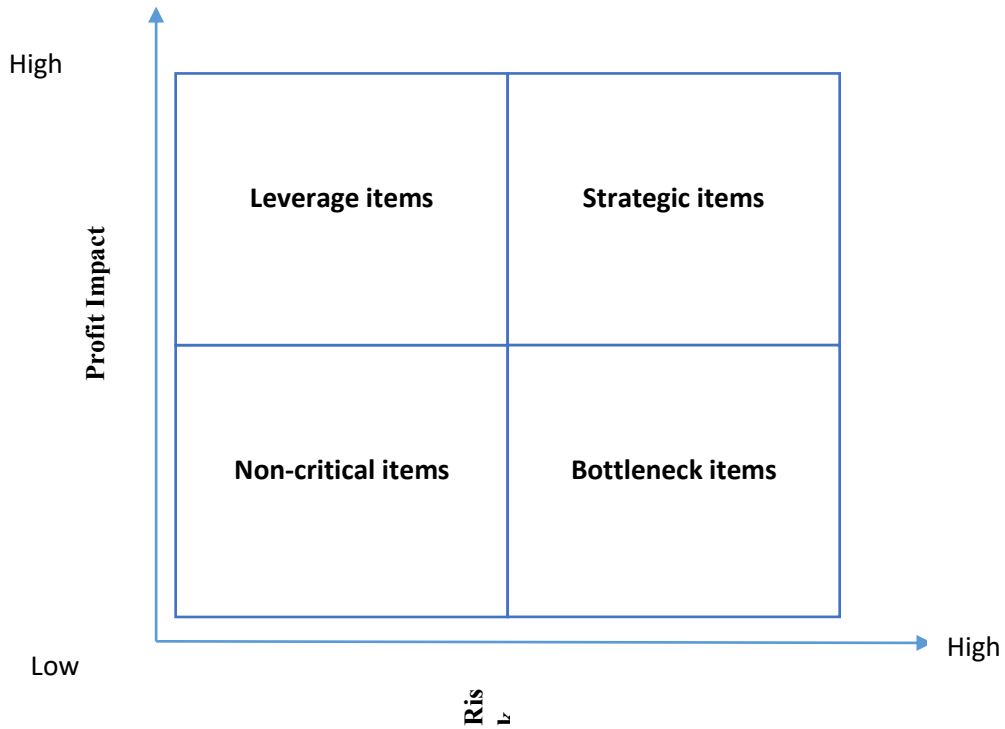 High
Leverage items
Strategic items
Profit Impact
Non-critical items
Bottleneck items
High
Low
Ris